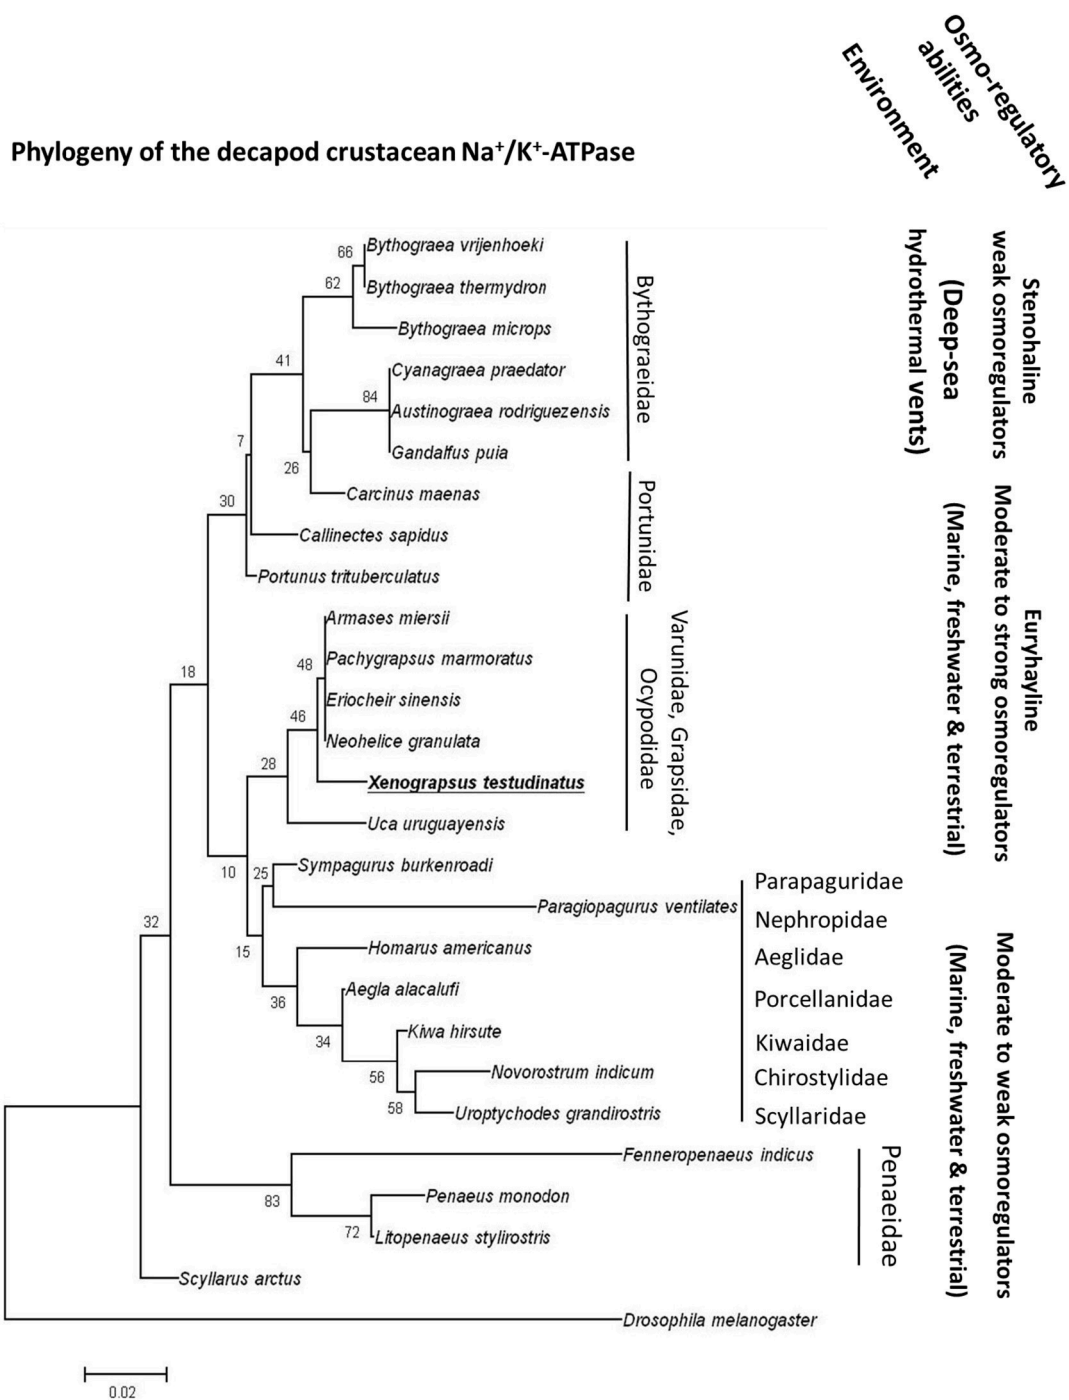 Osmo-regulatory
abilities
Environment
Phylogeny of the decapod crustacean Na⁺/K⁺-ATPase
Bythograea vrijenhoeki
66
Bythograea thermydron
62
Bythograea microps
Cyanagraea praedator
41
84
Austinograea rodriguezensis
Gandalfus puia
7
26
Carcinus maenas
30
Callinectes sapidus
Portunus trituberculatus
Armases miersii
Pachygrapsus marmoratus
48
18
Eriocheir sinensis
46
Neohelice granulata
28
Xenograpsus testudinatus
Uca uruguayensis
Sympagurus burkenroadi
10
25
Paragiopagurus ventilates
32
Homarus americanus
15
Aegla alacalufi
36
Kiwa hirsute
34
Novorostrum indicum
56
Uroptychodes grandirostris
58
Fenneropenaeus indicus
Penaeus monodon
83
Litopenaeus stylirostris
72
Scyllarus arctus
Drosophila melanogaster
0.02
Bythograeidae
Portunidae
Varunidae, Grapsidae,
Ocypodidae
Parapaguridae
Nephropidae
Aeglidae
Porcellanidae
Kiwaidae
Chirostylidae
Scyllaridae
Penaeidae
(Deep-sea
hydrothermal vents)
Stenohaline
weak osmoregulators
(Marine, freshwater & terrestrial)
Euryhayline
Moderate to strong osmoregulators
(Marine, freshwater & terrestrial)
Moderate to weak osmoregulators